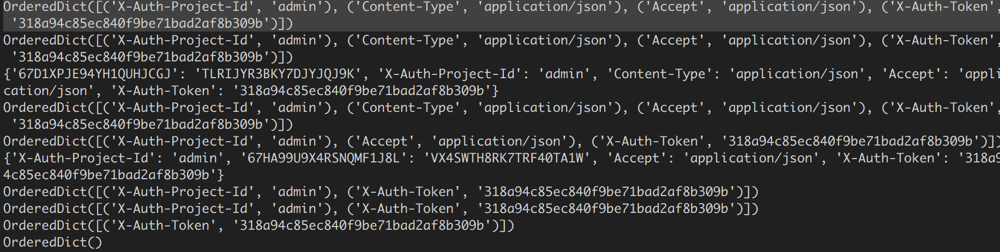 OrderedDict([('X-Auth-Project-Id', 'admin'), ('Content-Type', 'application/json'), ('Accept', 'application/json'), ('X-Auth-Token',
'318a94c85ec840f9be71bad2af8b309b')])
OrderedDict([('X-Auth-Project-Id', 'admin'), ('Content-Type', 'application/json'), ('Accept', 'application/json'), ('X-Auth-Token',
'318a94c85ec840f9be71bad2af8b309b')])
{'67D1XPJE94YH1QUHJCGJ': 'TLRIJYR3BKY7DJYJQJ9K', 'X-Auth-Project-Id': 'admin', 'Content-Type': 'application/json', 'Accept': 'appli
cation/json', 'X-Auth-Token': '318a94c85ec840f9be71bad2af8b309b'}
OrderedDict([('X-Auth-Project-Id', 'admin'), ('Content-Type', 'application/json'), ('Accept', 'application/json'), ('X-Auth-Token',
'318a94c85ec840f9be71bad2af8b309b')])
OrderedDict([('X-Auth-Project-Id', 'admin'), ('Accept', 'application/json'), ('X-Auth-Token', '318a94c85ec840f9be71bad2af8b309b')])
{'X-Auth-Project-Id': 'admin', '67HA99U9X4RSNQMF1J8L': 'VX4SWTH8RK7TRF40TA1W', 'Accept': 'application/json', 'X-Auth-Token': '318a9
4c85ec840f9be71bad2af8b309b'}
OrderedDict([('X-Auth-Project-Id', 'admin'), ('X-Auth-Token', '318a94c85ec840f9be71bad2af8b309b')])
OrderedDict([('X-Auth-Project-Id', 'admin'), ('X-Auth-Token', '318a94c85ec840f9be71bad2af8b309b')])
OrderedDict([('X-Auth-Token', '318a94c85ec840f9be71bad2af8b309b')])
OrderedDict()